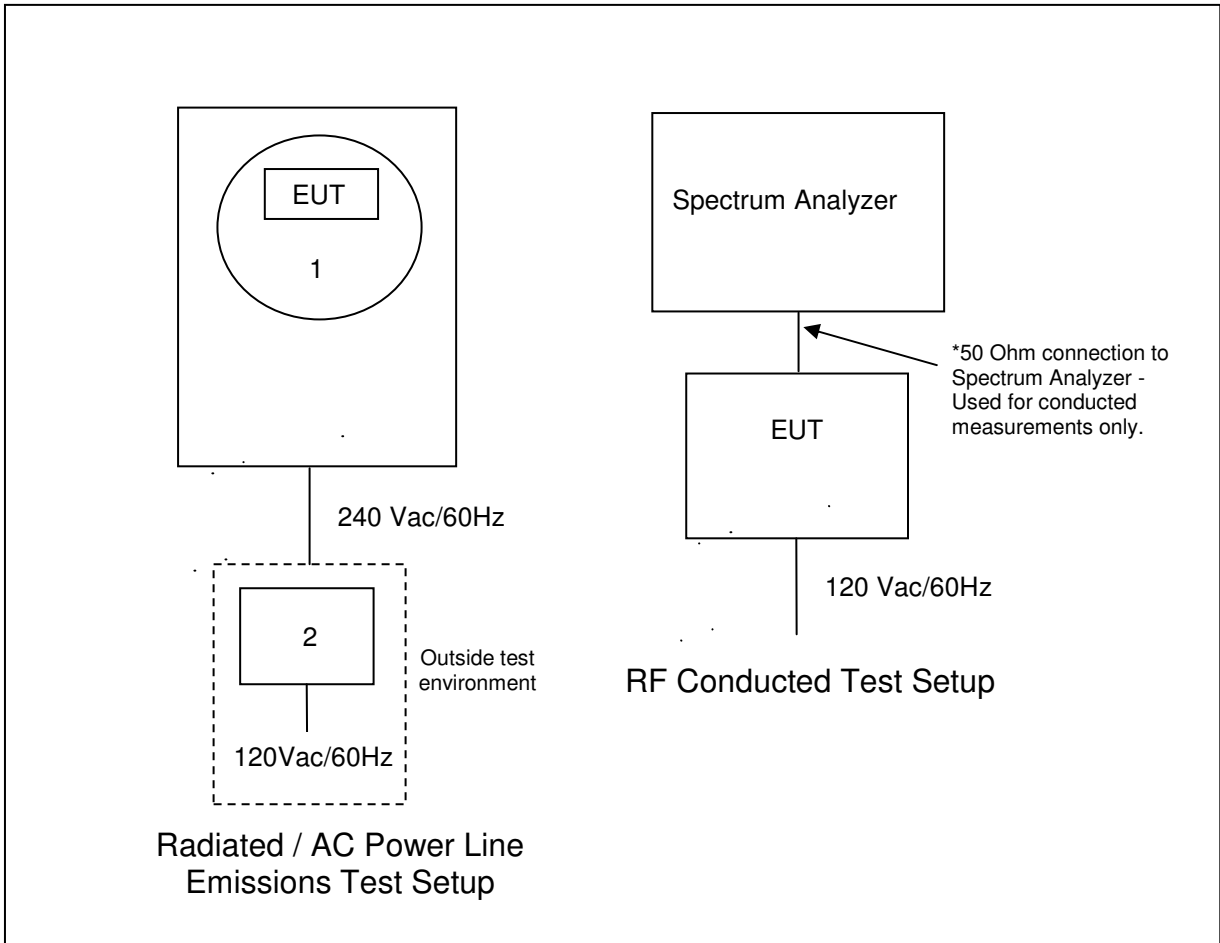 EUT
1
240 Vac/60Hz
2
Outside test
environment
120Vac/60Hz
Radiated / AC Power Line
Emissions Test Setup
Spectrum Analyzer
*50 Ohm connection to
Spectrum Analyzer -
Used for conducted
measurements only.
EUT
120 Vac/60Hz
RF Conducted Test Setup